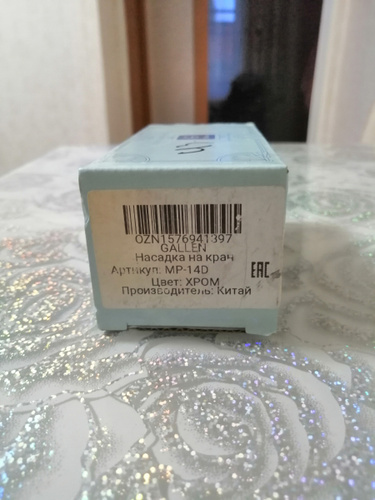 OZN1576941397
GALLEN
Насадка на кран
Артикул: MP-14D
Цвет: ХРОМ
Производитель: Китай
EAC